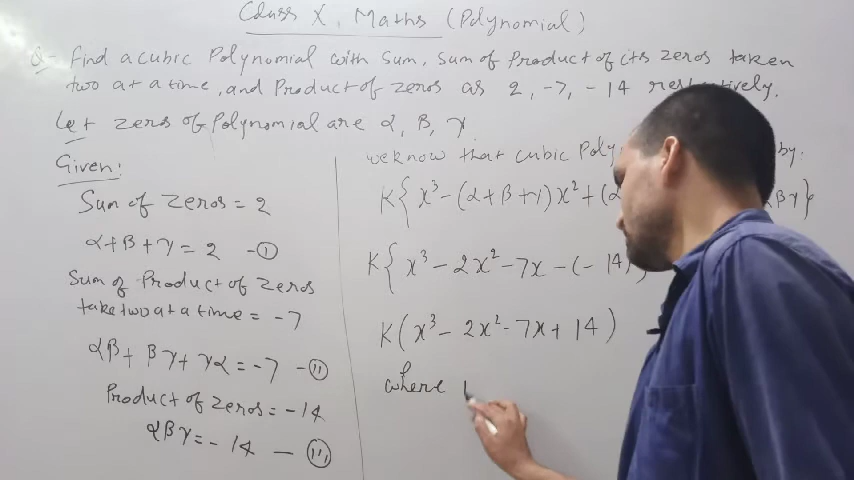 Class X, Maths (Polynomial)
Q- Find a cubic Polynomial with Sum, Sum of Product of its zeros taken
two at a time, and Product of zeros as 2, -7, -14 respectively.
Let zeros of Polynomial are α, β, γ
Given:
Sum of zeros = 2
α+β+γ = 2 -①
Sum of Product of zeros
take two at a time = -7
αβ + βγ + γα = -7 -(ii)
Product of zeros = -14
αβγ = - 14 - (iii)
we know that cubic Poly by:
K{ x³ - (α+β+γ)x² + (α βγ}
K{ x³ - 2x² - 7x - (- 14)
K(x³ - 2x² - 7x + 14)
where